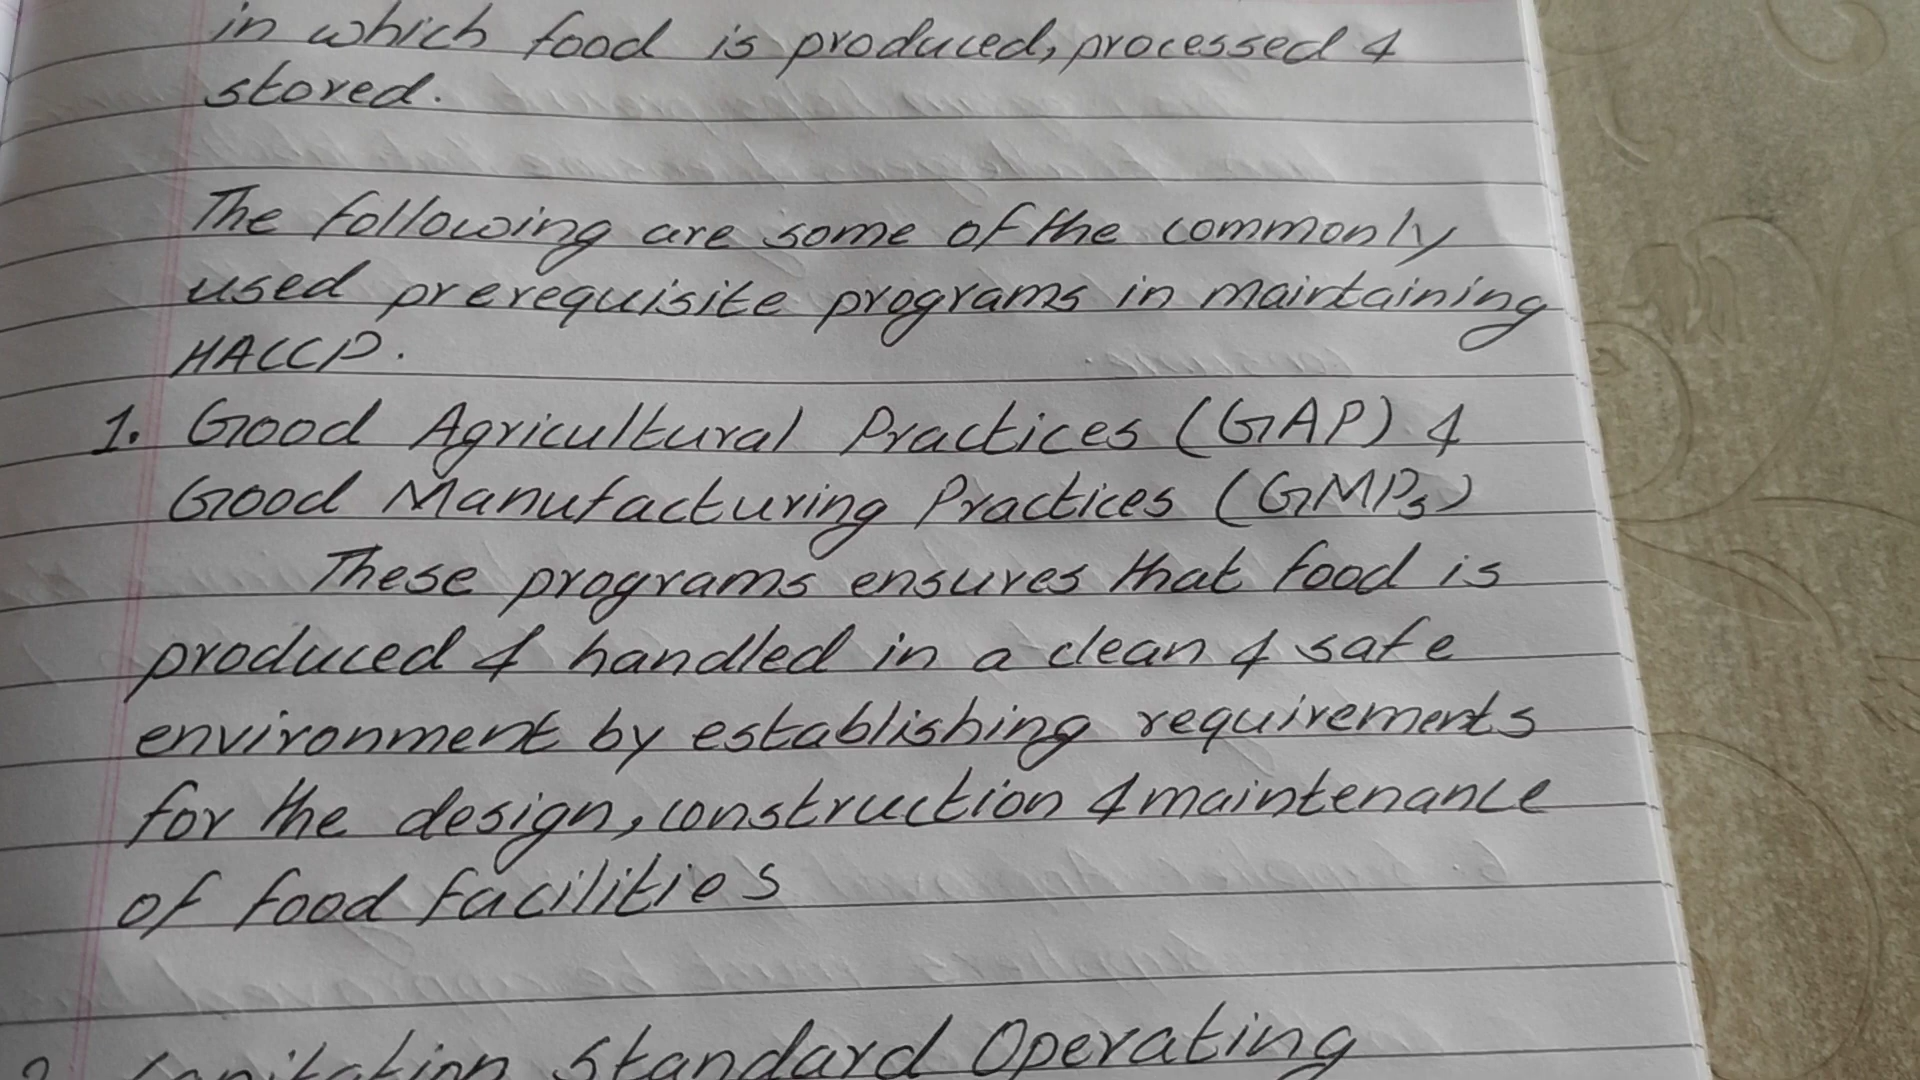 in which food is produced, processed &
stored.
The following are some of the commonly
used prerequisite programs in maintaining
HACCP.
1. Good Agricultural Practices (GAP) &
Good Manufacturing Practices (GMPs)
These programs ensures that food is
produced & handled in a clean & safe
environment by establishing requirements
for the design, construction & maintenance
of food facilities
2. Sanitation Standard Operating